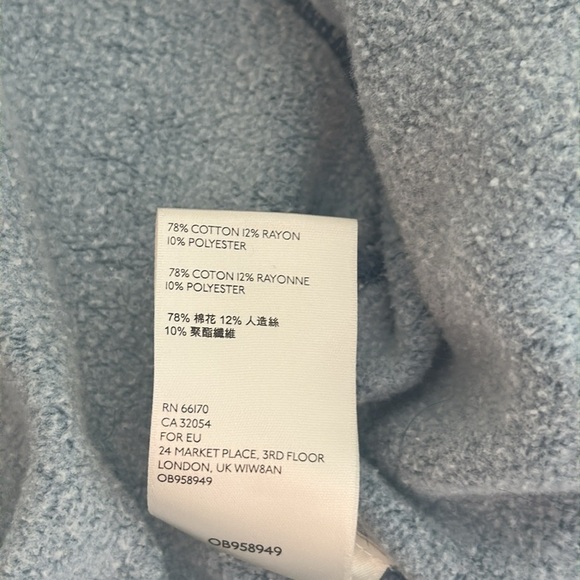 78% COTTON 12% RAYON
10% POLYESTER
78% COTON 12% RAYONNE
10% POLYESTER
78% 棉花 12% 人造絲
10% 聚酯纖維
RN 66170
CA 32054
FOR EU
24 MARKET PLACE, 3RD FLOOR
LONDON, UK W1W8AN
OB958949
OB958949